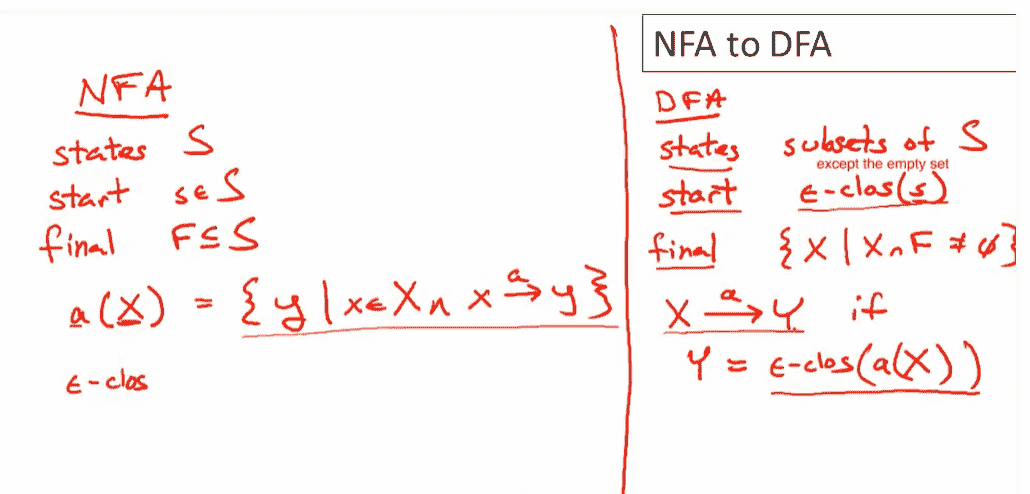 NFA
states S
start s∈S
final F⊆S
a(X) = {y | x∈X ∧ x →a y}
ε-clos
NFA to DFA
DFA
states subsets of S
except the empty set
start ε-clos(s)
final {X | X∩F ≠ ∅}
X →a Y if
Y = ε-clos(a(X))